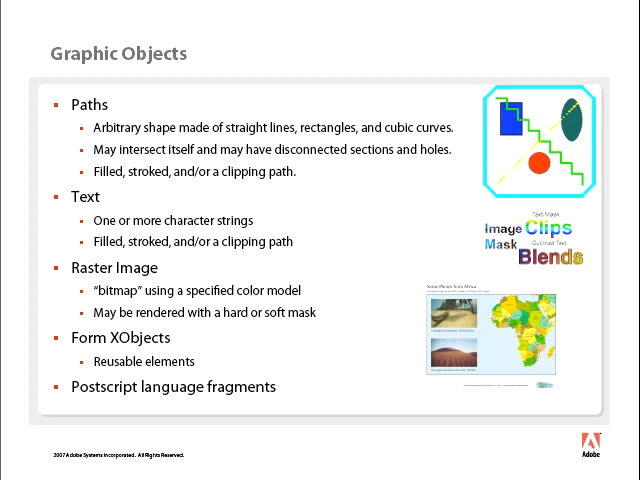 Graphic Objects
Paths
Arbitrary shape made of straight lines, rectangles, and cubic curves.
May intersect itself and may have disconnected sections and holes.
Filled, stroked, and/or a clipping path.
Text
One or more character strings
Filled, stroked, and/or a clipping path
Raster Image
"bitmap" using a specified color model
May be rendered with a hard or soft mask
Form XObjects
Reusable elements
Postscript language fragments
Text Mask
Image Clips
Mask
Outlined Text
Blends
Some Photos from Africa
2007 Adobe Systems Incorporated. All Rights Reserved.
Adobe